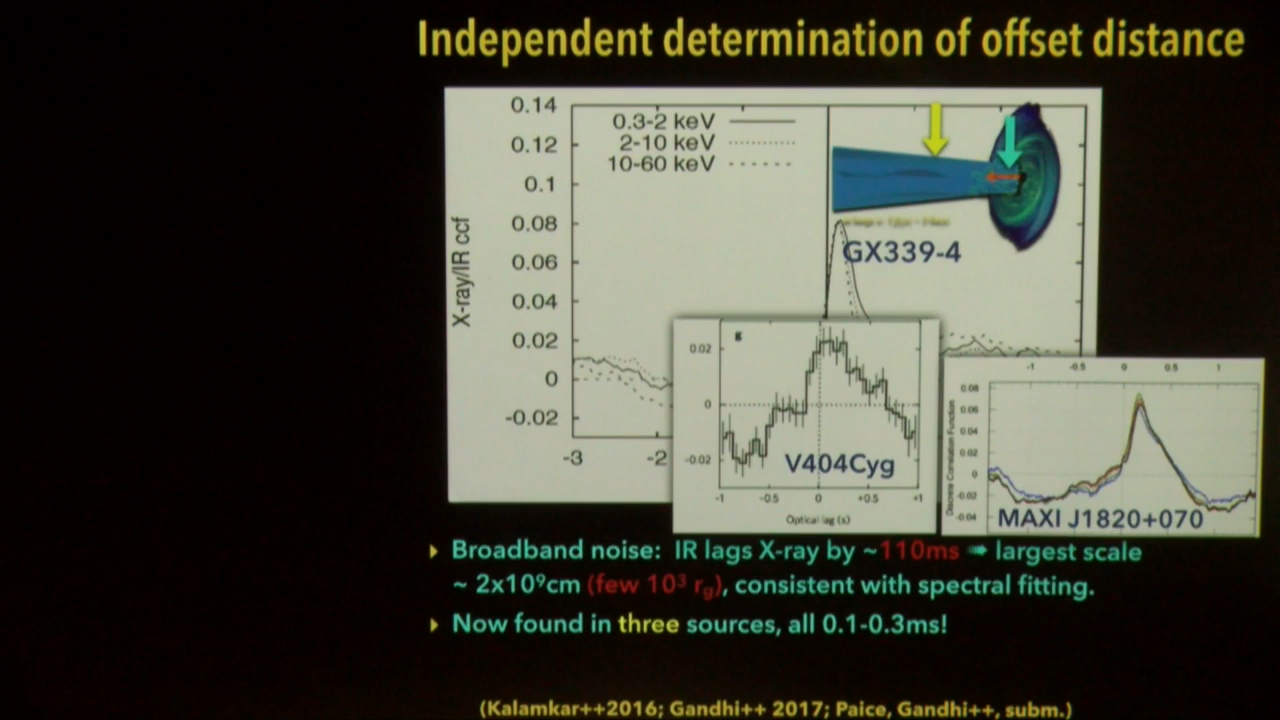 Independent determination of offset distance
0.14
0.12
0.1
0.08
0.06
0.04
0.02
0
-0.02
X-ray/IR ccf
-3
-2
0.3-2 keV
2-10 keV
10-60 keV
GX339-4
g
0.02
0
-0.02
V404Cyg
-1
-0.5
0
+0.5
+1
Optical lag (s)
-1
-0.5
0
0.5
1
Discrete Correlation Function
0.08
0.06
0.04
0.02
0
-0.02
-0.04
MAXI J1820+070
Broadband noise: IR lags X-ray by ~110ms ➠ largest scale
~ 2x10⁹cm (few 10³ rg), consistent with spectral fitting.
Now found in three sources, all 0.1-0.3ms!
(Kalamkar++2016; Gandhi++ 2017; Paice, Gandhi++, subm.)